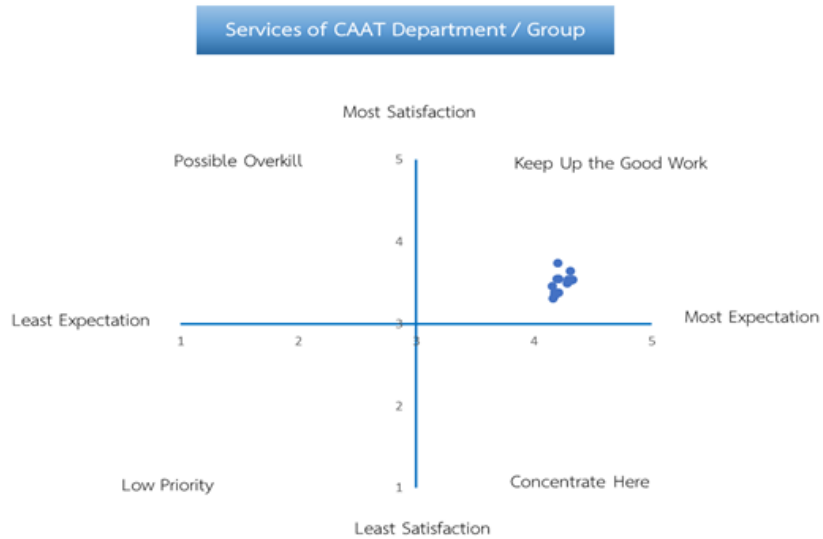 Services of CAAT Department / Group
Most Satisfaction
Possible Overkill
5
Keep Up the Good Work
4
Least Expectation
3
Most Expectation
1
2
3
4
5
2
Low Priority
1
Concentrate Here
Least Satisfaction